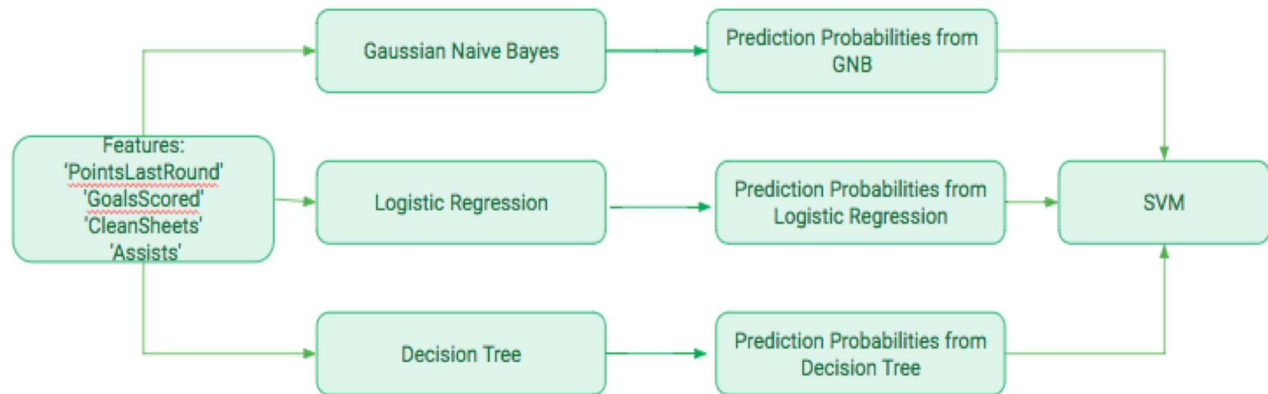 Gaussian Naive Bayes
Prediction Probabilities from
GNB
Features:
'PointsLastRound'
'GoalsScored'
'CleanSheets'
'Assists'
Logistic Regression
Prediction Probabilities from
Logistic Regression
SVM
Decision Tree
Prediction Probabilities from
Decision Tree